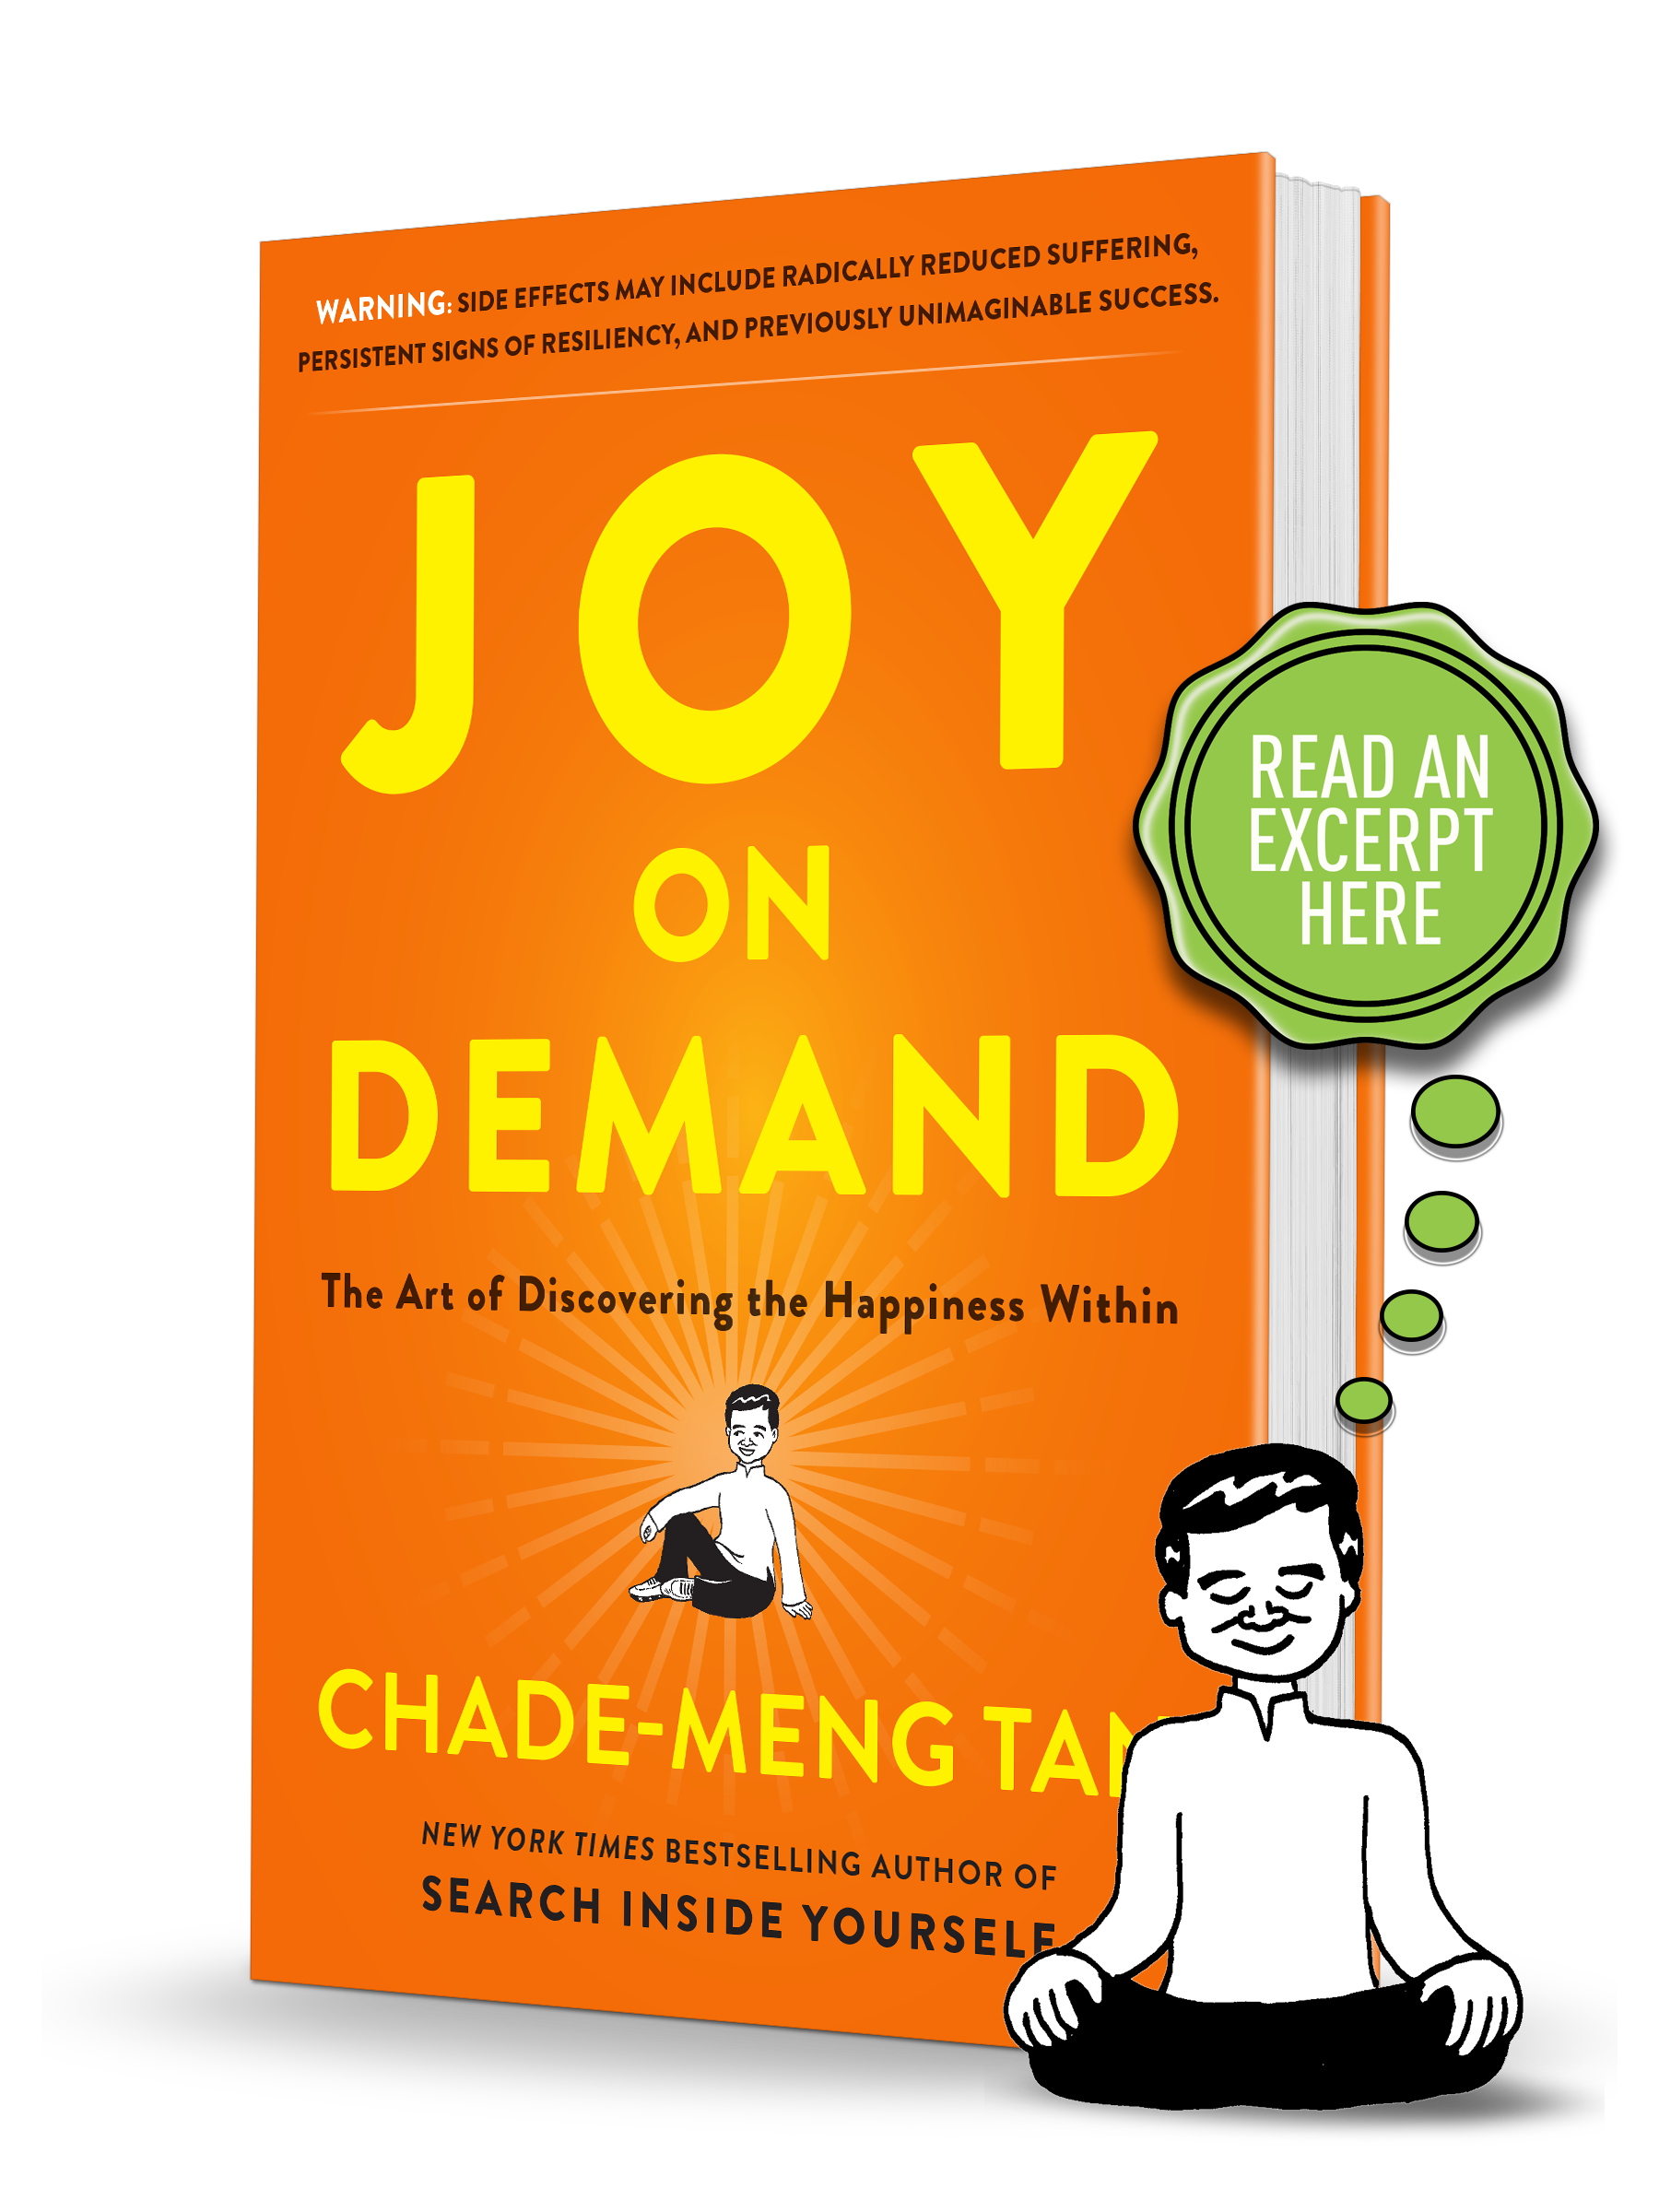 WARNING: SIDE EFFECTS MAY INCLUDE RADICALLY REDUCED SUFFERING,
PERSISTENT SIGNS OF RESILIENCY, AND PREVIOUSLY UNIMAGINABLE SUCCESS.
JOY
ON
DEMAND
The Art of Discovering the Happiness Within
CHADE-MENG TAN
NEW YORK TIMES BESTSELLING AUTHOR OF
SEARCH INSIDE YOURSELF
READ AN
EXCERPT
HERE